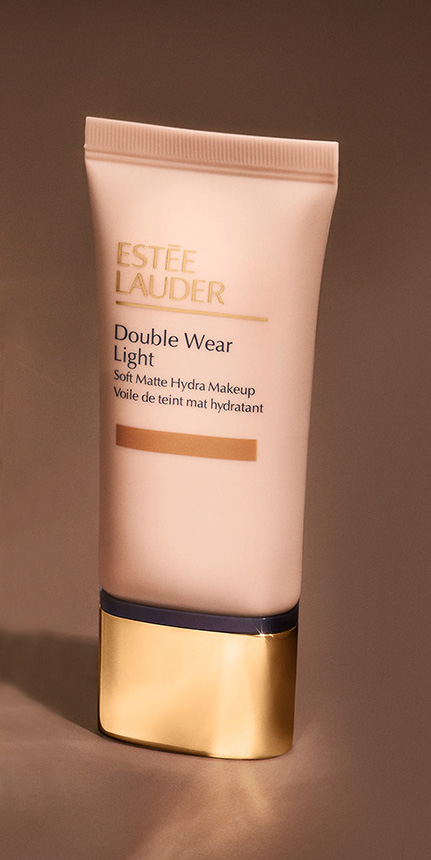 ESTĒE
LAUDER
Double Wear
Light
Soft Matte Hydra Makeup
Voile de teint mat hydratant